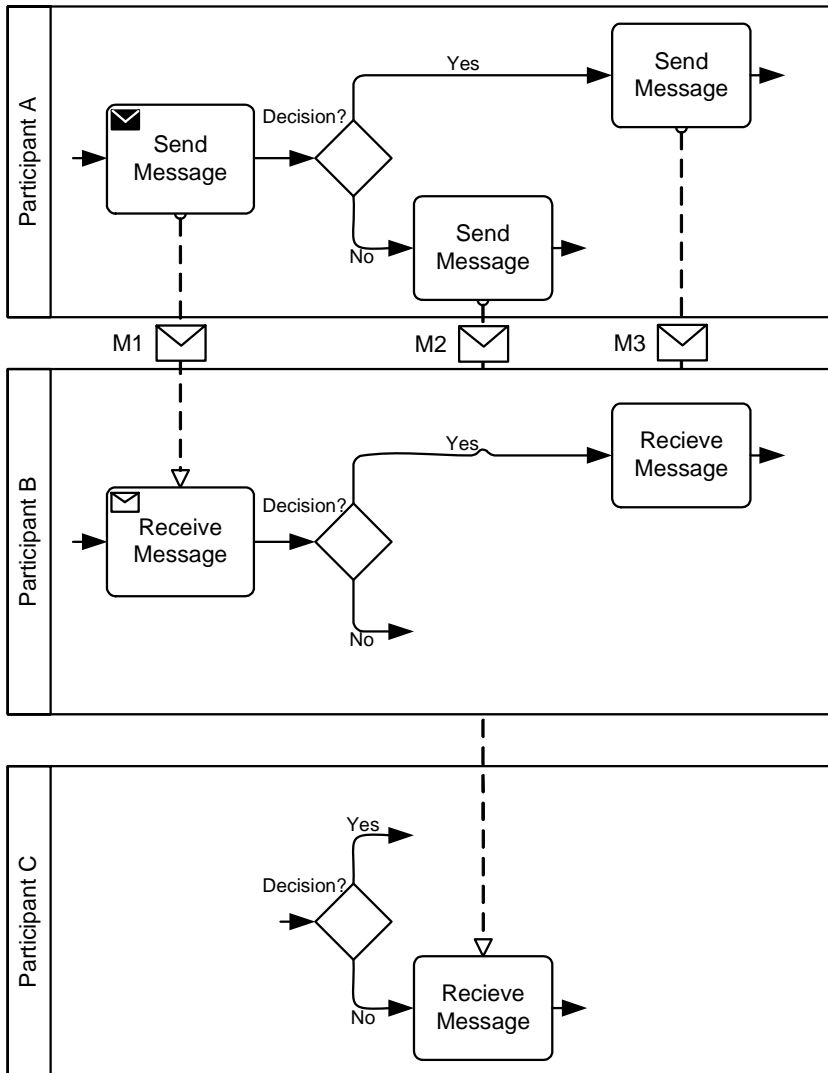 Participant A
Send
Message
Decision?
Yes
Send
Message
No
Send
Message
M1
M2
M3
Participant B
Receive
Message
Decision?
Yes
Recieve
Message
No
Participant C
Decision?
Yes
No
Recieve
Message